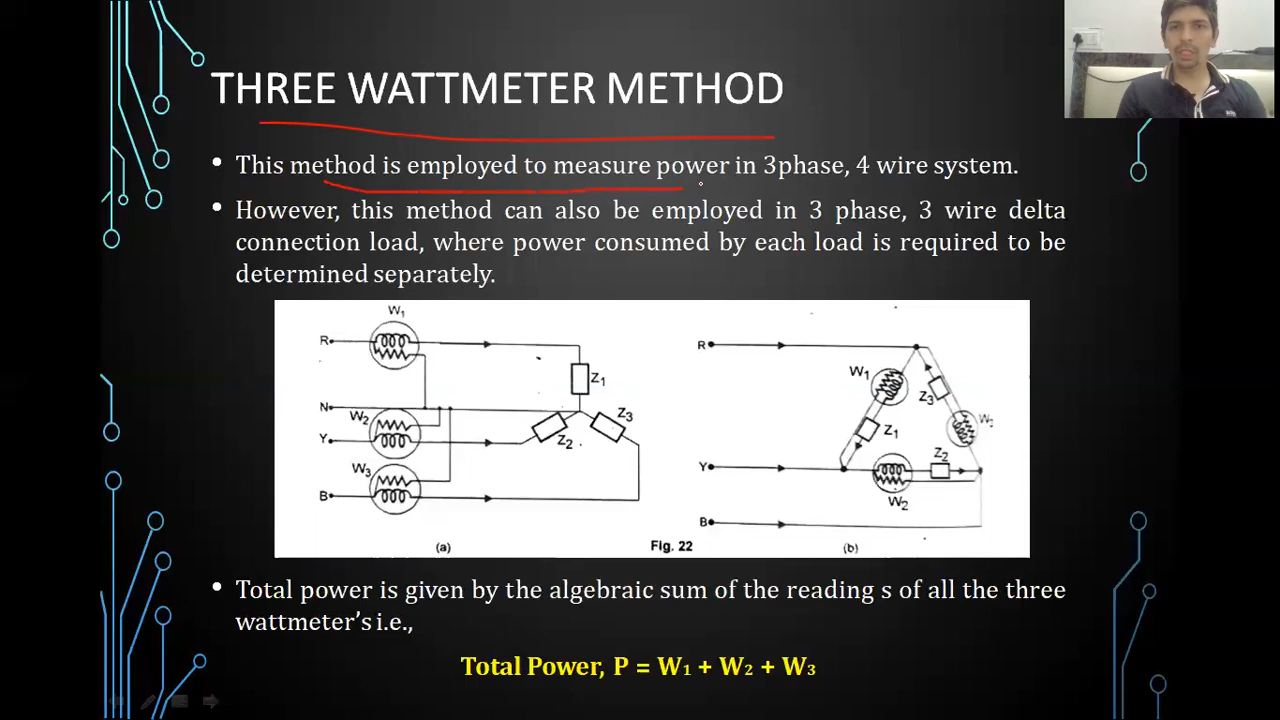 THREE WATTMETER METHOD
• This method is employed to measure power in 3phase, 4 wire system.
• However, this method can also be employed in 3 phase, 3 wire delta
connection load, where power consumed by each load is required to be
determined separately.
W₁
R
Z₁
N
W₂
Z₃
Y
Z₂
W₃
B
(a)
R
W₁
Z₃
W₃
Z₁
Y
Z₂
W₂
B
Fig. 22
(b)
• Total power is given by the algebraic sum of the reading s of all the three
wattmeter’s i.e.,
Total Power, P = W₁ + W₂ + W₃